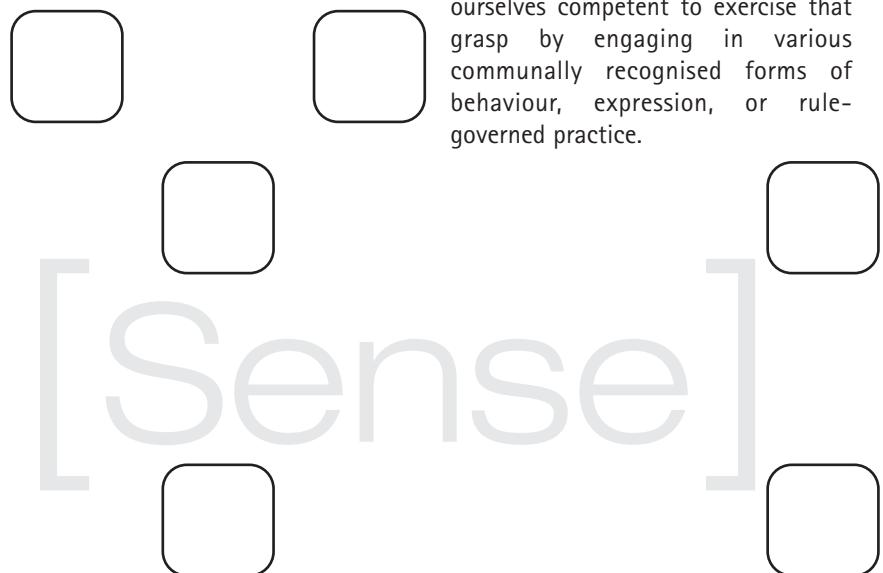 ourselves competent to exercise that
grasp by engaging in various
communally recognised forms of
behaviour, expression, or rule-
governed practice.
[Sense]